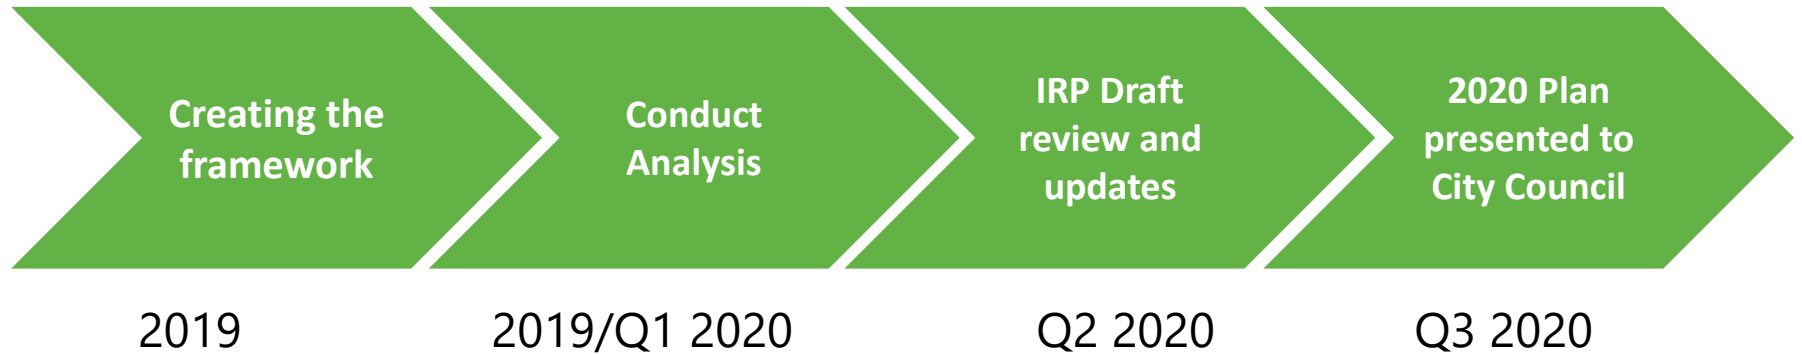 Creating the
framework
Conduct
Analysis
IRP Draft
review and
updates
2020 Plan
presented to
City Council
2019
2019/Q1 2020
Q2 2020
Q3 2020